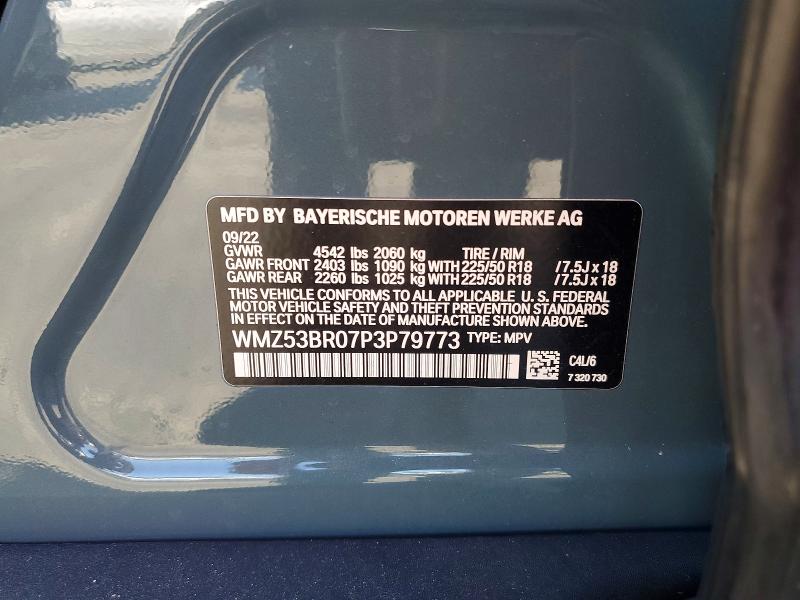 MFD BY BAYERISCHE MOTOREN WERKE AG
09/22
GVWR 4542 lbs 2060 kg TIRE / RIM
GAWR FRONT 2403 lbs 1090 kg WITH 225/50 R18 /7.5J x 18
GAWR REAR 2260 lbs 1025 kg WITH 225/50 R18 /7.5J x 18
THIS VEHICLE CONFORMS TO ALL APPLICABLE U. S. FEDERAL
MOTOR VEHICLE SAFETY AND THEFT PREVENTION STANDARDS
IN EFFECT ON THE DATE OF MANUFACTURE SHOWN ABOVE.
WMZ53BR07P3P79773 TYPE: MPV
C4L/6
7 320 730